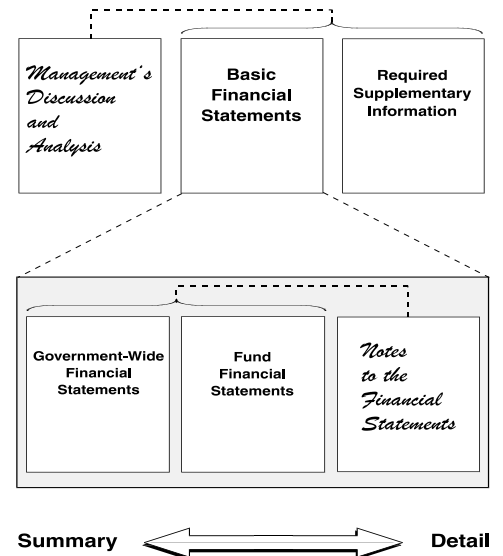 Management's
Discussion
and
Analysis
Basic
Financial
Statements
Required
Supplementary
Information
Government-Wide
Financial
Statements
Fund
Financial
Statements
Notes
to the
Financial
Statements
Summary
Detail